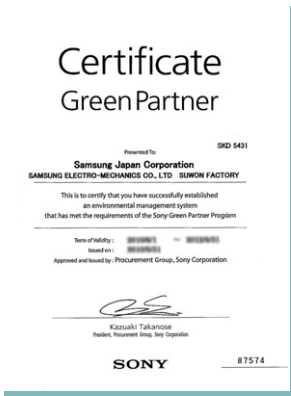 Certificate
Green Partner
SKD 5431
Presented To:
Samsung Japan Corporation
SAMSUNG ELECTRO-MECHANICS CO., LTD SUWON FACTORY
This is to certify that you have successfully established
an environmental management system
that has met the requirements of the Sony Green Partner Program
Term of Validity : ~
Issued on :
Approved and Issued by : Procurement Group, Sony Corporation
Kazuaki Takanose
President, Procurement Group, Sony Corporation
SONY
87574